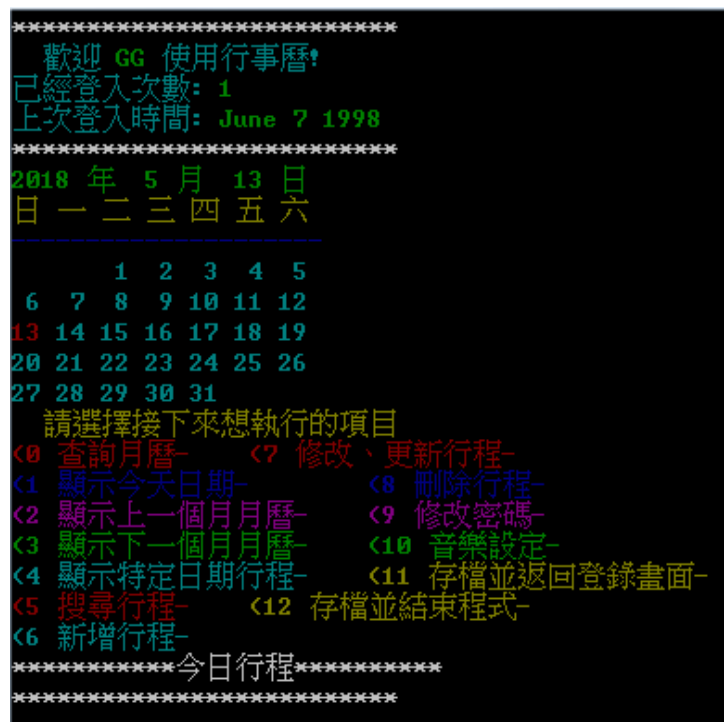 **************************
歡迎 GG 使用行事曆!
已經登入次數: 1
上次登入時間: June 7 1998
**************************
2018 年 5 月 13 日
日 一 二 三 四 五 六
---------------------
1 2 3 4 5
6 7 8 9 10 11 12
13 14 15 16 17 18 19
20 21 22 23 24 25 26
27 28 29 30 31
請選擇接下來想執行的項目
<0 查詢月曆- <7 修改、更新行程-
<1 顯示今天日期- <8 刪除行程-
<2 顯示上一個月月曆- <9 修改密碼-
<3 顯示下一個月月曆- <10 音樂設定-
<4 顯示特定日期行程- <11 存檔並返回登錄畫面-
<5 搜尋行程- <12 存檔並結束程式-
<6 新增行程-
***********今日行程**********
**************************